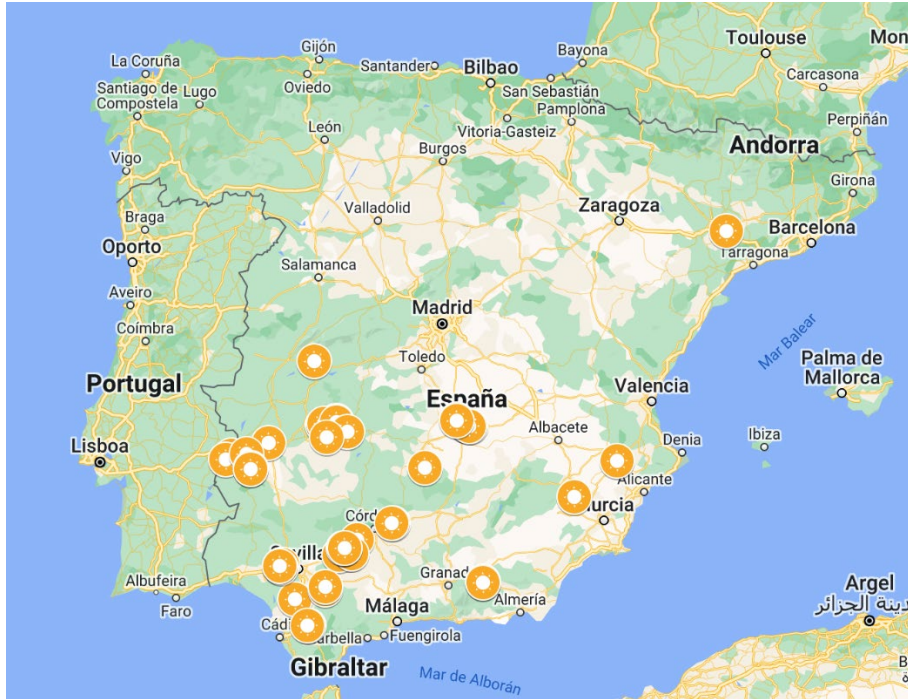 Toulouse
Mon
Gijón
La Coruña
Santander
Bilbao
Bayona
Carcasona
Santiago de
Compostela
Lugo
Oviedo
San Sebastián
Pamplona
Perpiñán
León
Vitoria-Gasteiz
Andorra
Vigo
Burgos
Girona
Braga
Valladolid
Zaragoza
Barcelona
Oporto
Tarragona
Salamanca
Aveiro
Madrid
Coímbra
Mar Balear
Toledo
Palma de
Mallorca
Portugal
España
Valencia
Albacete
Ibiza
Lisboa
Denia
Alicante
Córd
urcia
Sevilla
Albufeira
Faro
Granad
Almería
Argel
مدينة الجزائر
Málaga
Cádi
arbella
Fuengirola
Gibraltar
Mar de Alborán
B